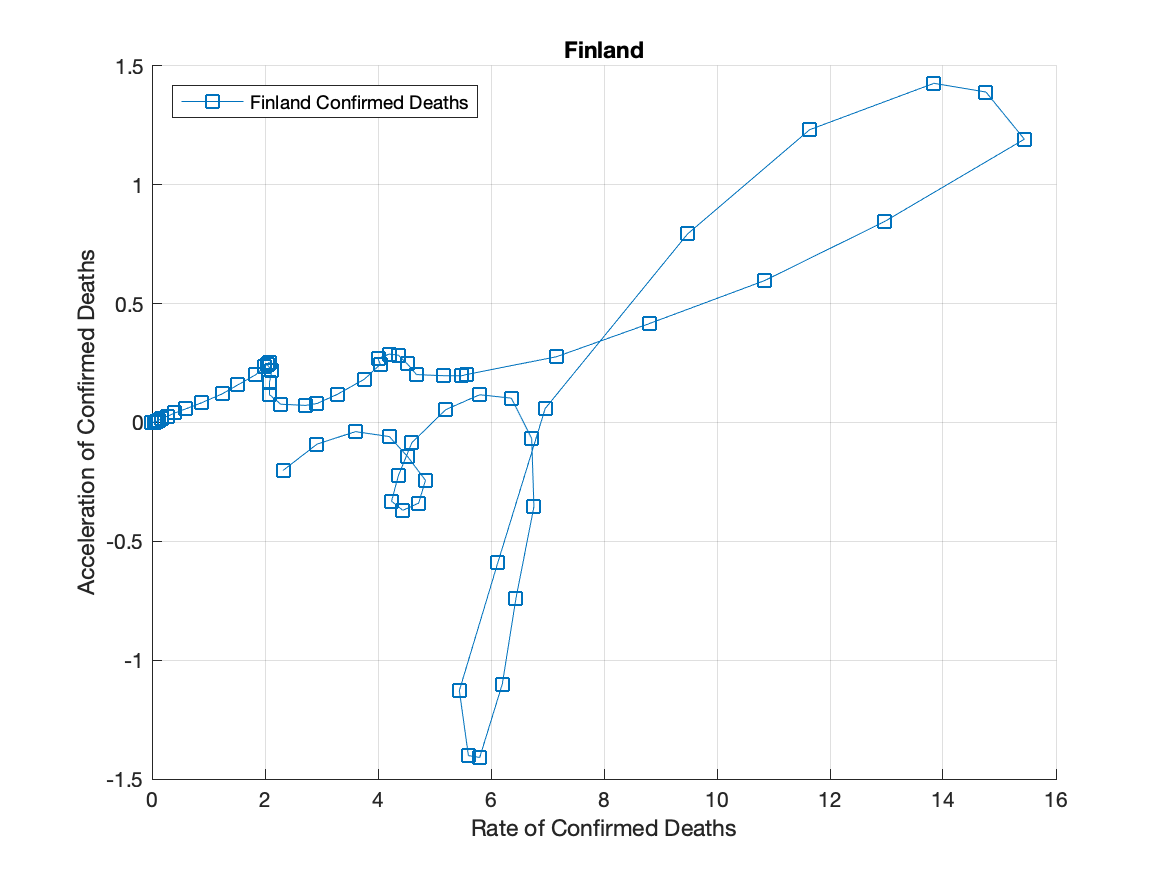 Finland
Finland Confirmed Deaths
Acceleration of Confirmed Deaths
1.5
1
0.5
0
-0.5
-1
-1.5
0 2 4 6 8 10 12 14 16
Rate of Confirmed Deaths